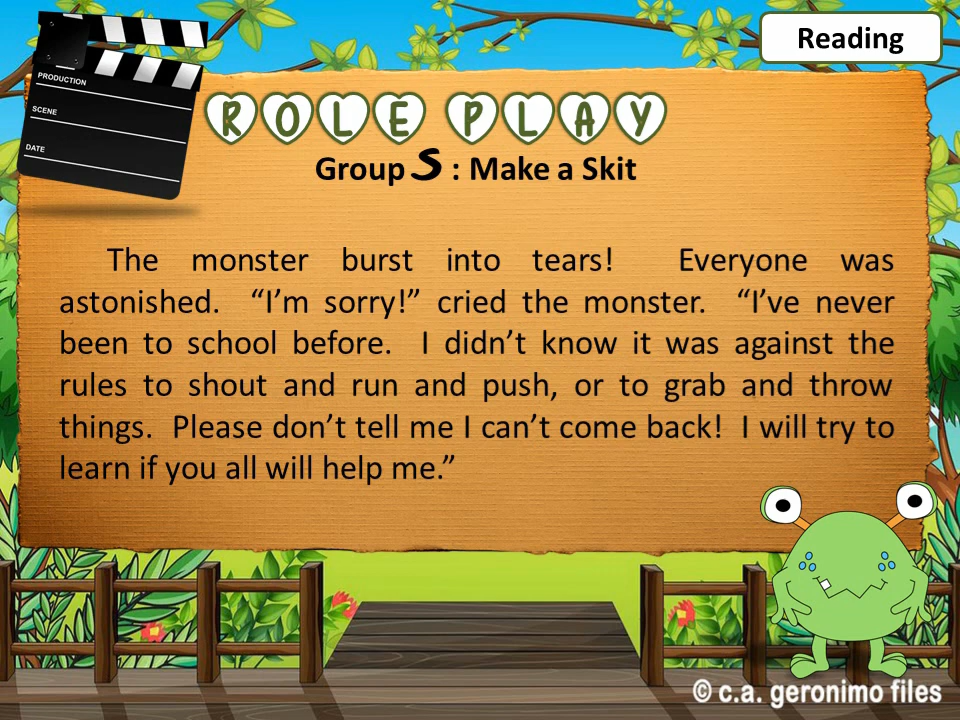 Reading
PRODUCTION
SCENE
DATE
ROLE PLAY
Group S : Make a Skit
The monster burst into tears! Everyone was
astonished. “I’m sorry!” cried the monster. “I’ve never
been to school before. I didn’t know it was against the
rules to shout and run and push, or to grab and throw
things. Please don’t tell me I can’t come back! I will try to
learn if you all will help me.”
© c.a. geronimo files